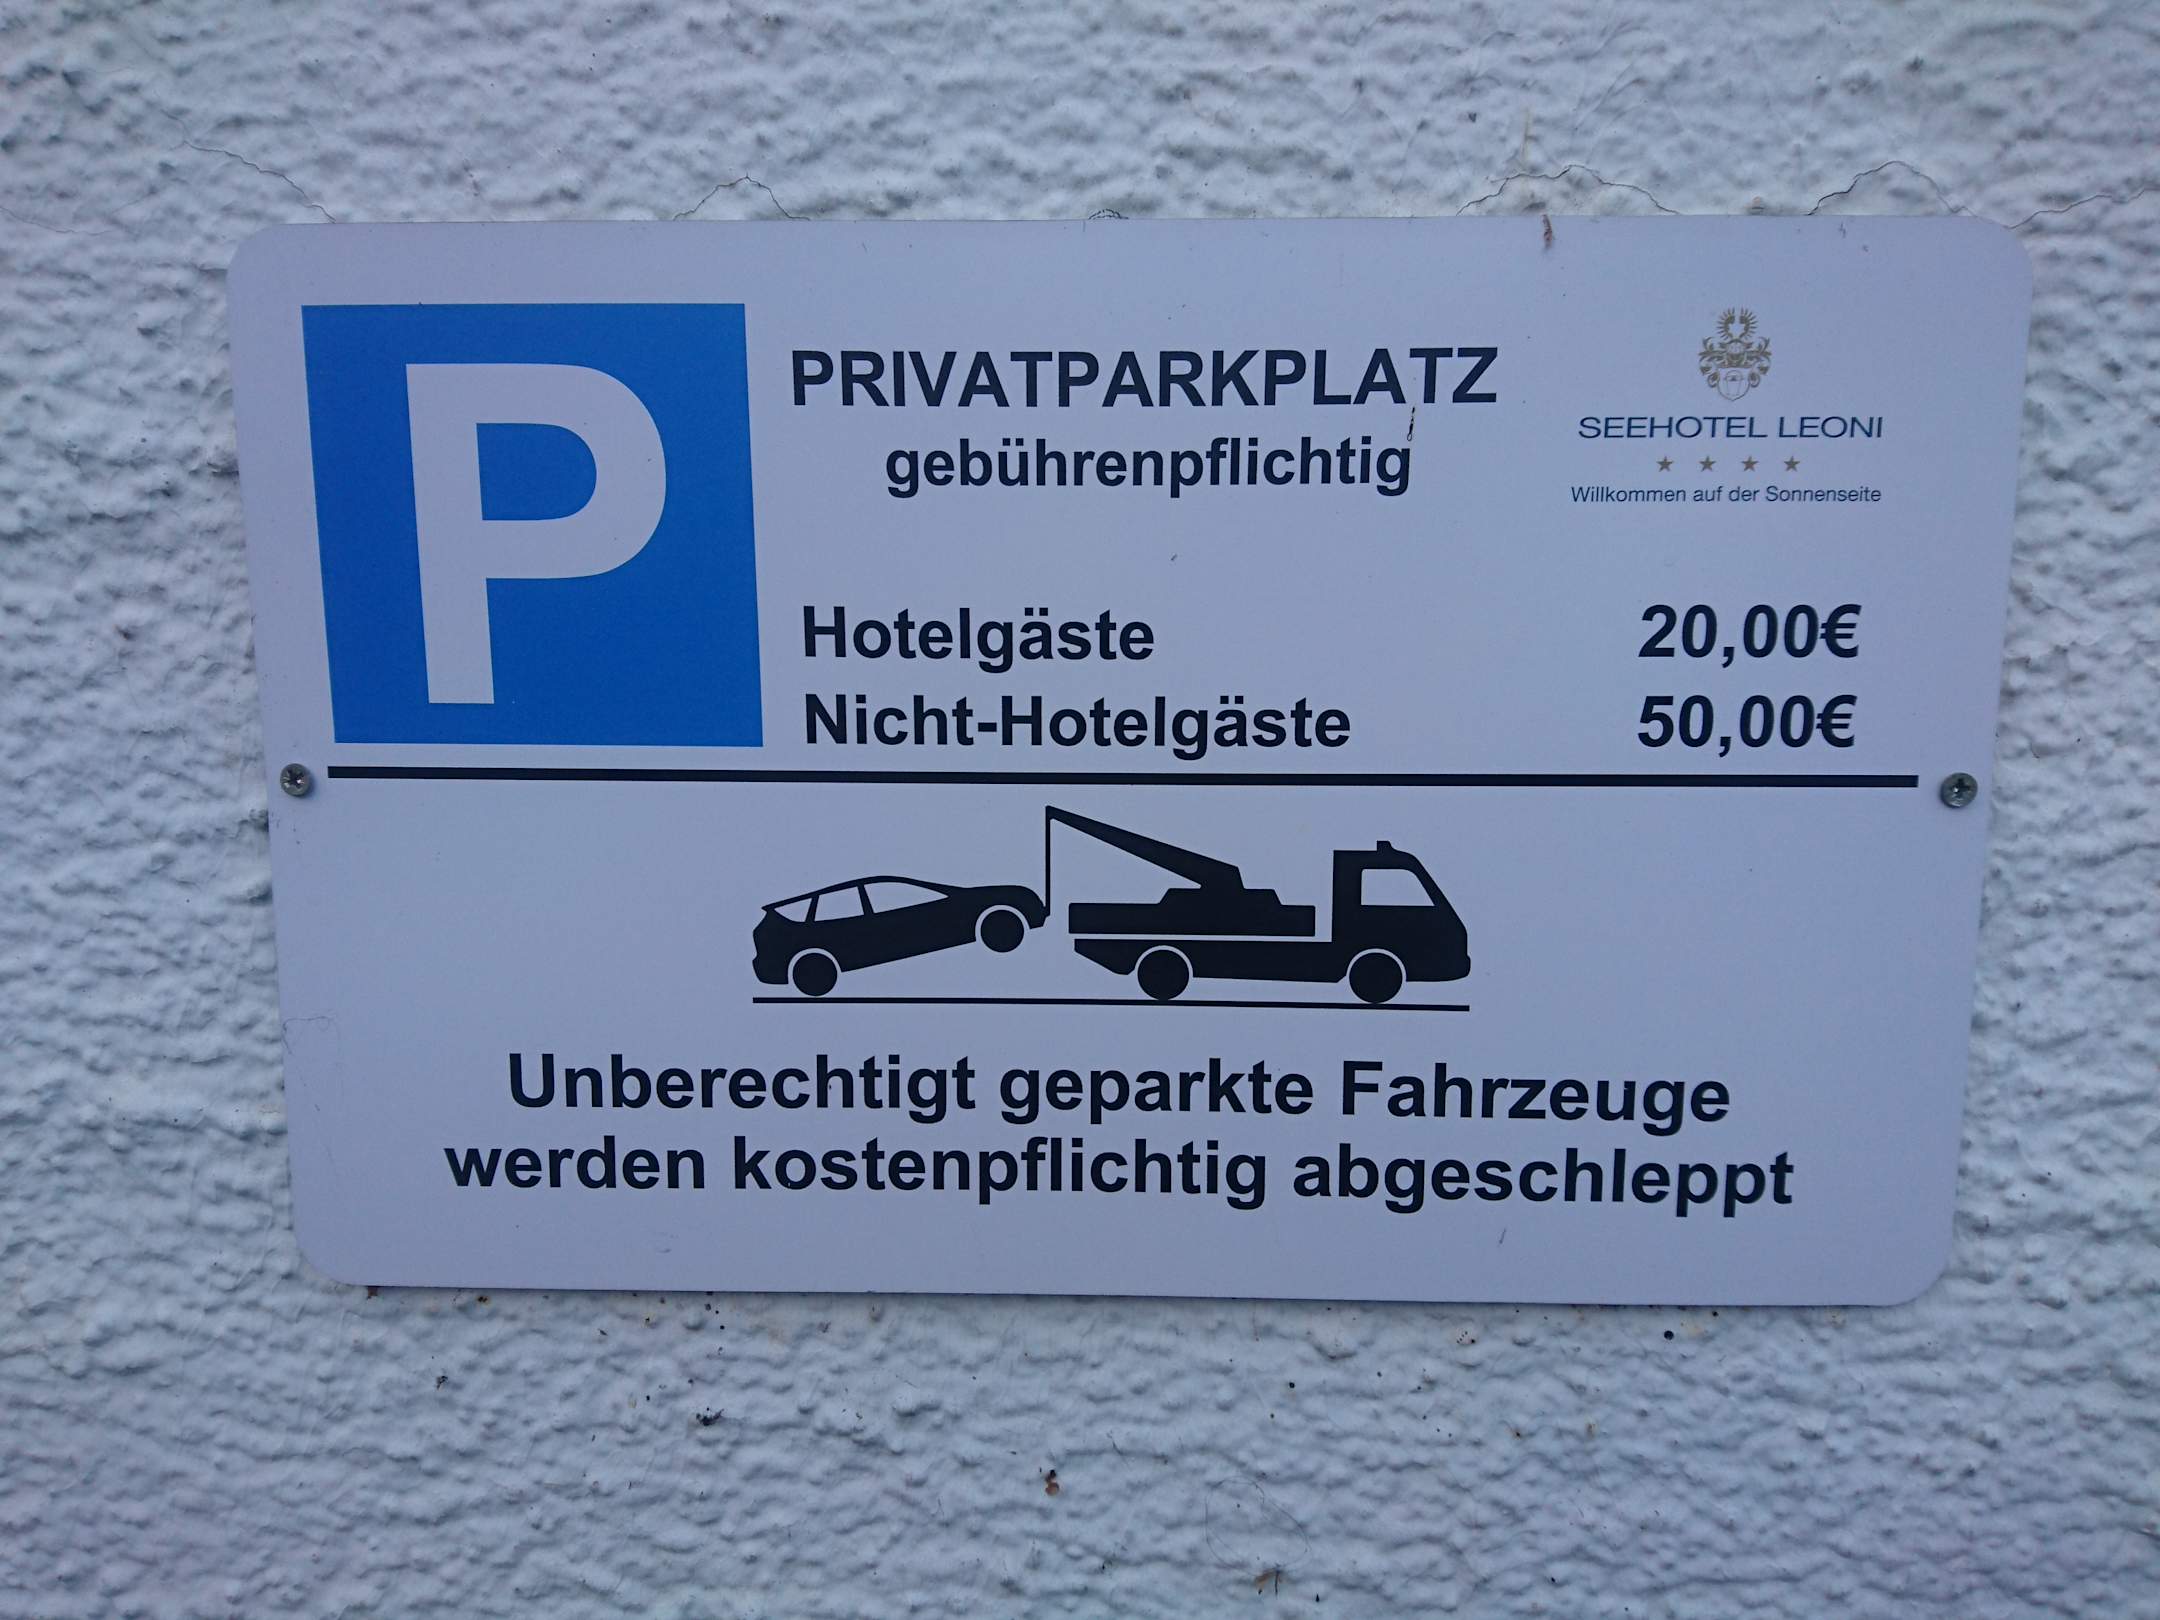 P
PRIVATPARKPLATZ
gebührenpflichtig
SEEHOTEL LEONI
Willkommen auf der Sonnenseite
Hotelgäste 20,00€
Nicht-Hotelgäste 50,00€
Unberechtigt geparkte Fahrzeuge
werden kostenpflichtig abgeschleppt